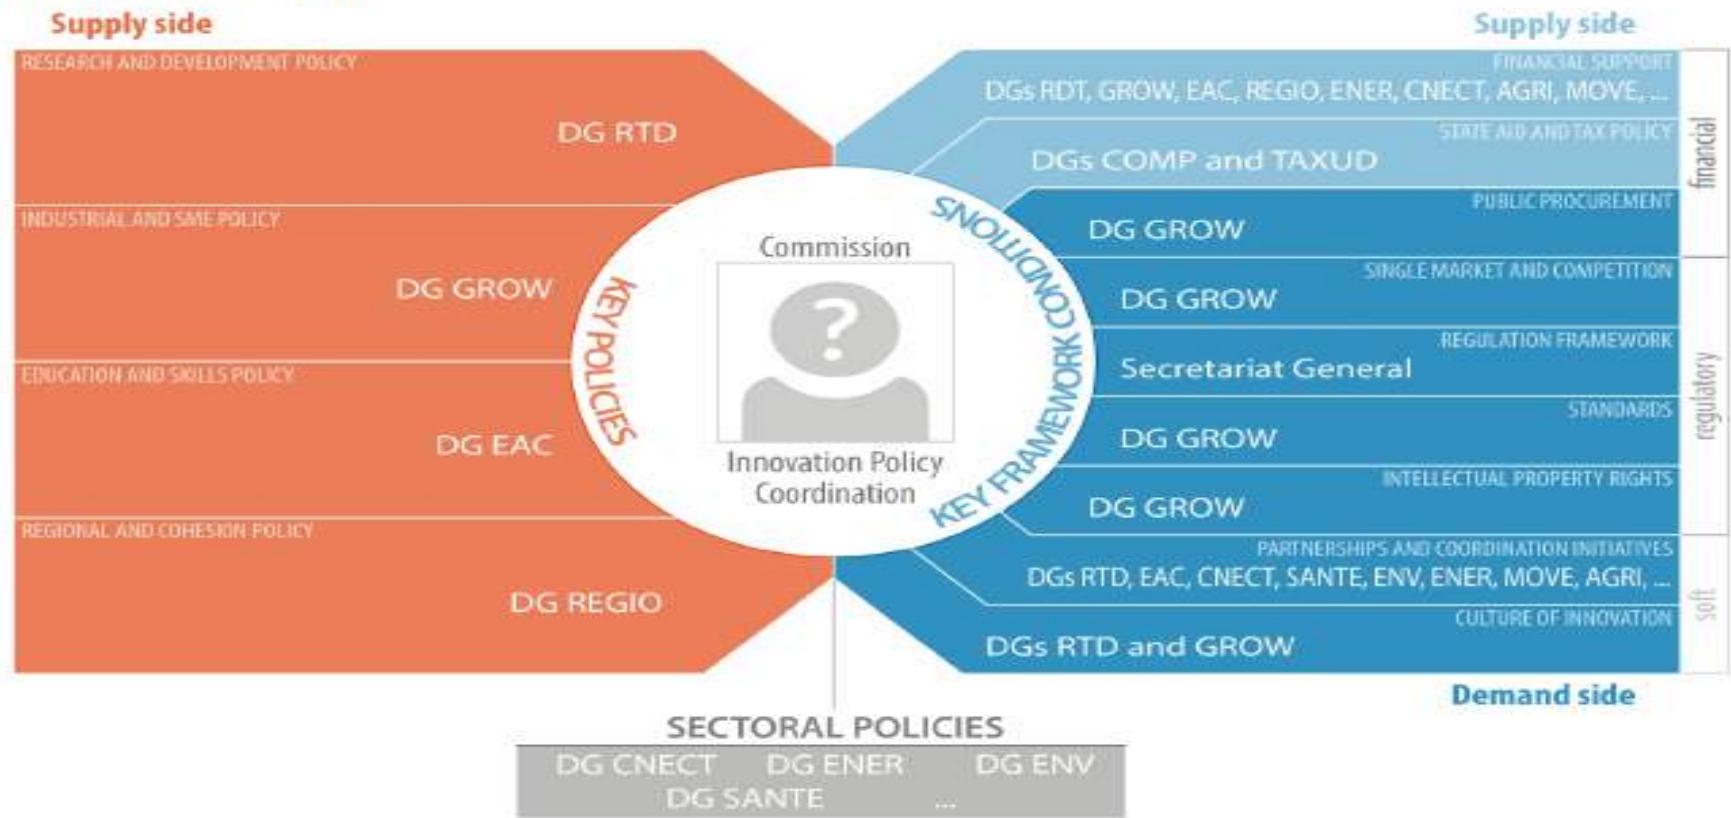 Supply side
RESEARCH AND DEVELOPMENT POLICY
DG RTD
INDUSTRIAL AND SME POLICY
DG GROW
EDUCATION AND SKILLS POLICY
DG EAC
REGIONAL AND COHESION POLICY
DG REGIO
KEY POLICIES
Commission
?
Innovation Policy
Coordination
KEY FRAMEWORK CONDITIONS
Supply side
FINANCIAL SUPPORT
DGs RDT, GROW, EAC, REGIO, ENER, CNECT, AGRI, MOVE, ...
STATE AID AND TAX POLICY
DGs COMP and TAXUD
PUBLIC PROCUREMENT
DG GROW
financial
SINGLE MARKET AND COMPETITION
DG GROW
REGULATION FRAMEWORK
Secretariat General
STANDARDS
DG GROW
INTELLECTUAL PROPERTY RIGHTS
DG GROW
regulatory
PARTNERSHIPS AND COORDINATION INITIATIVES
DGs RTD, EAC, CNECT, SANTE, ENV, ENER, MOVE, AGRI, ...
CULTURE OF INNOVATION
DGs RTD and GROW
soft
Demand side
SECTORAL POLICIES
DG CNECT DG ENER DG ENV
DG SANTE ...